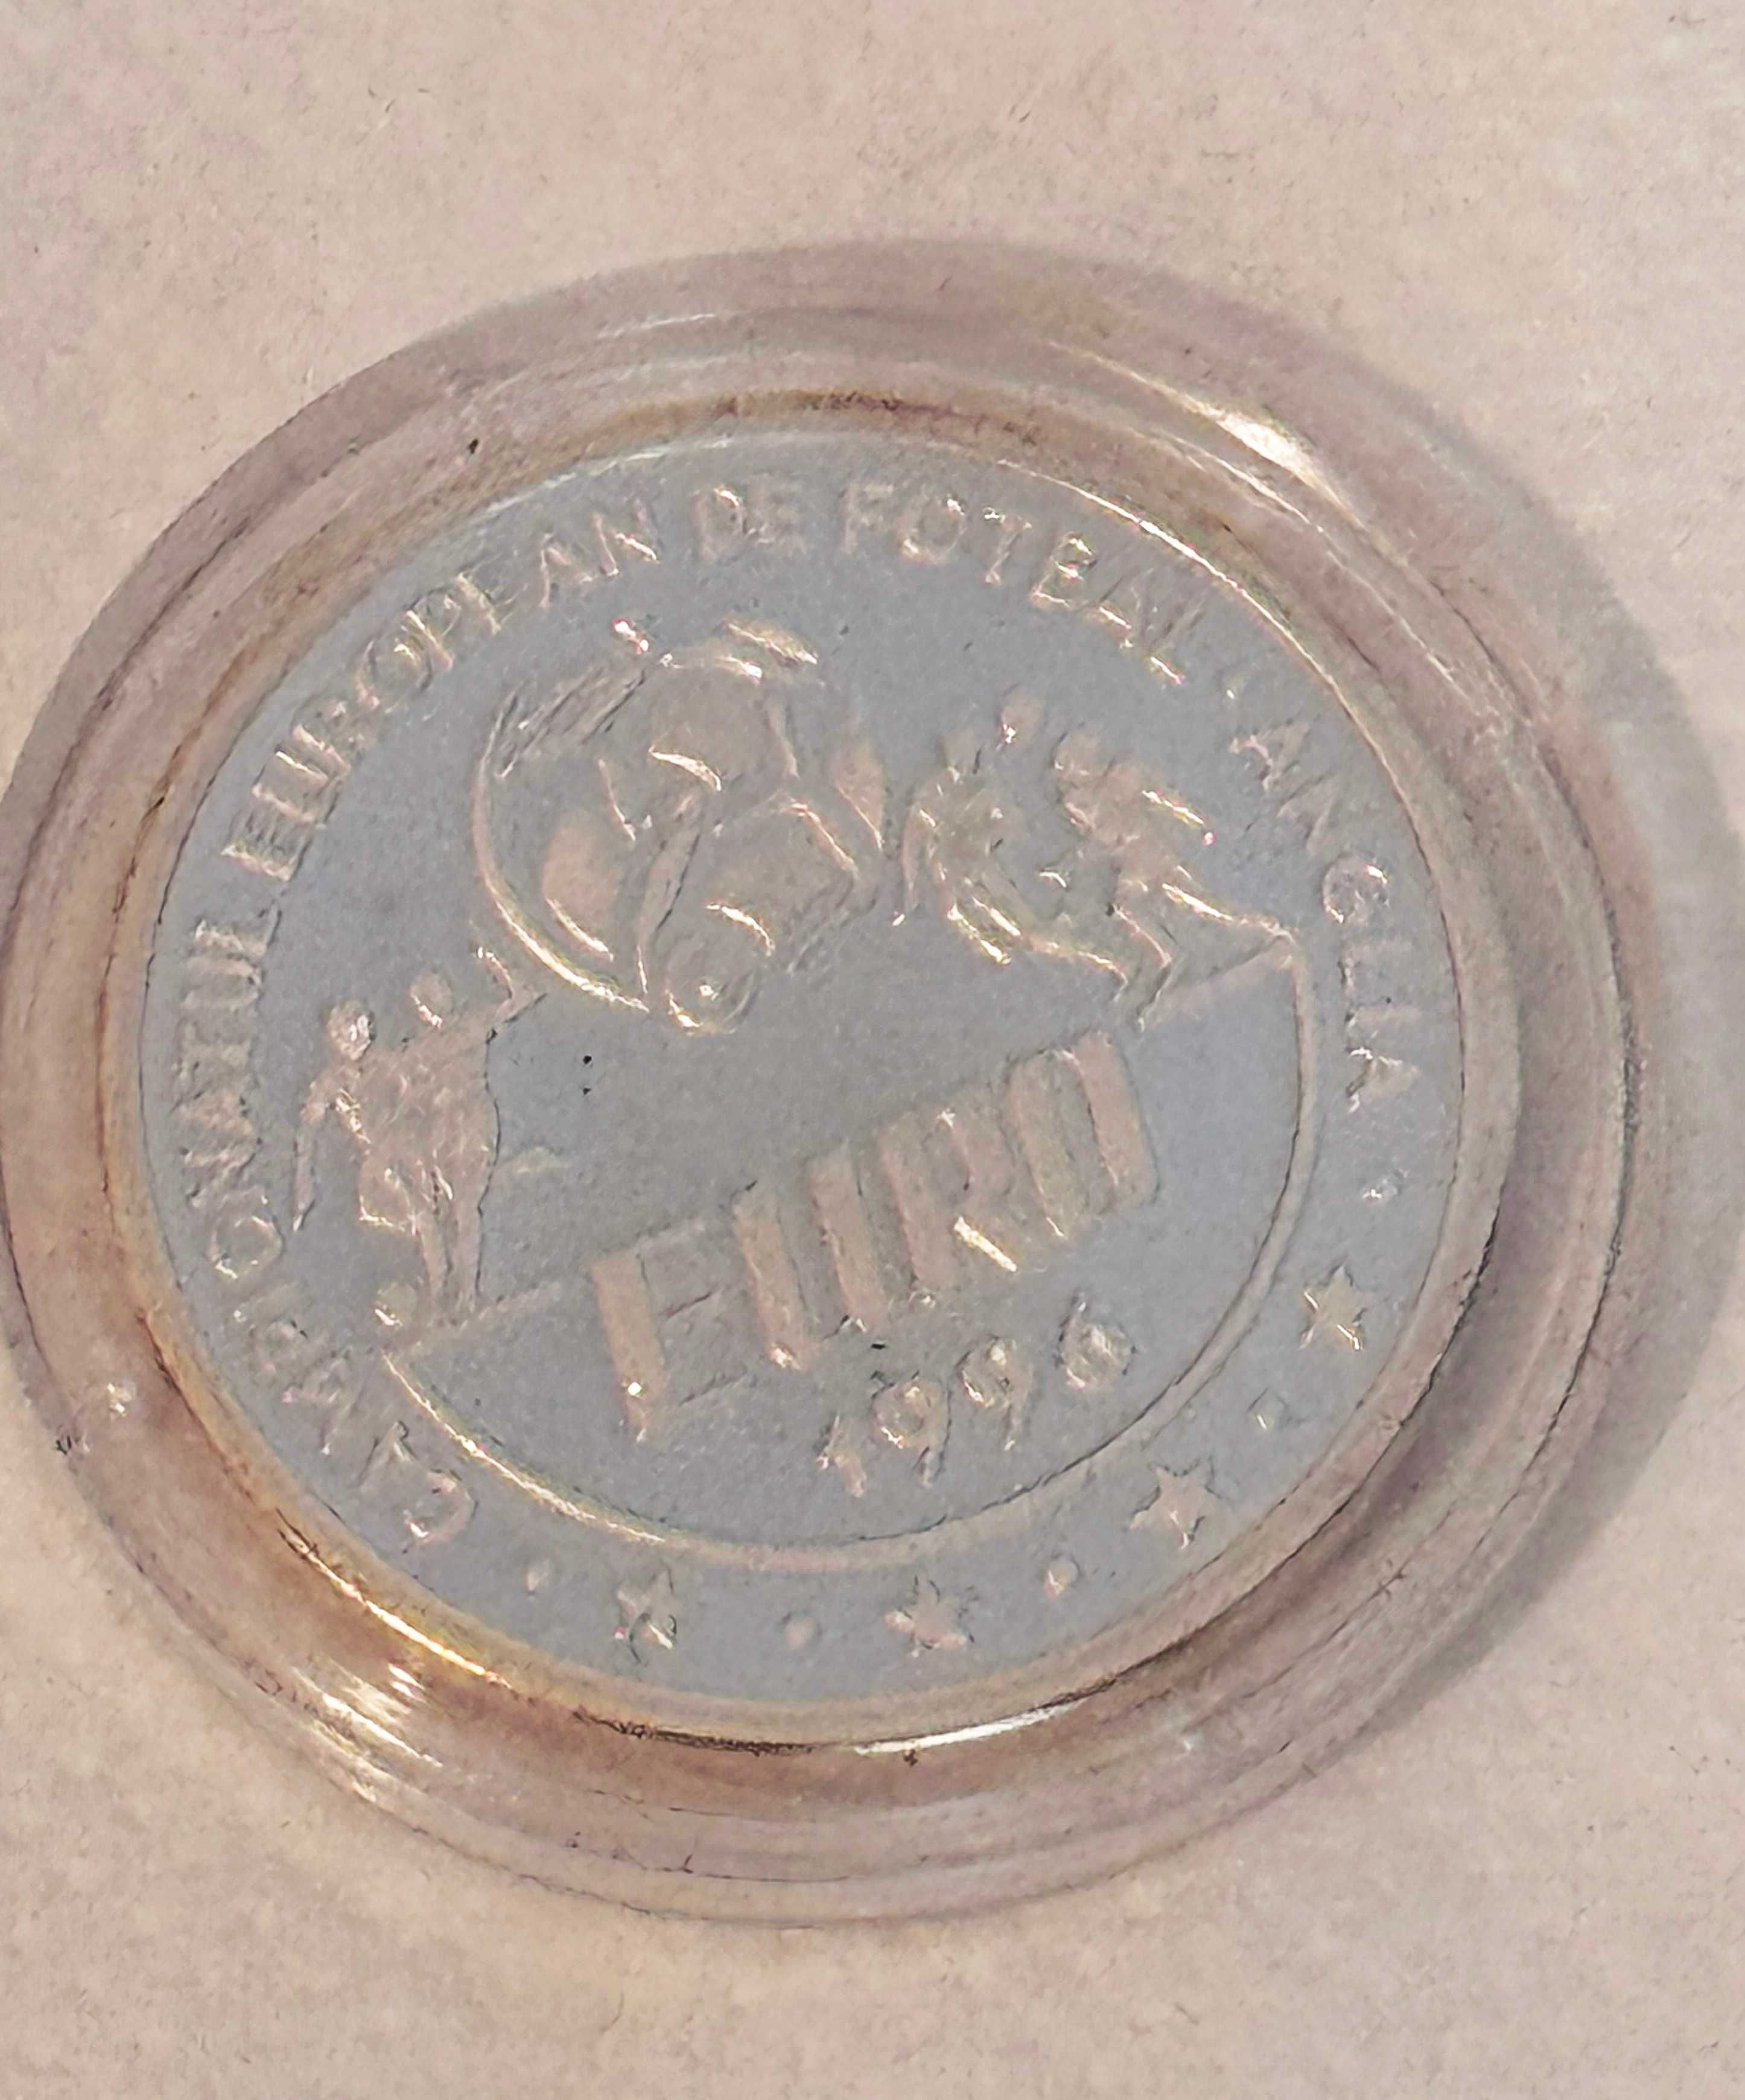 CAMPIONATUL EUROPEAN DE FOTBAL · ANGLIA
EURO
1996